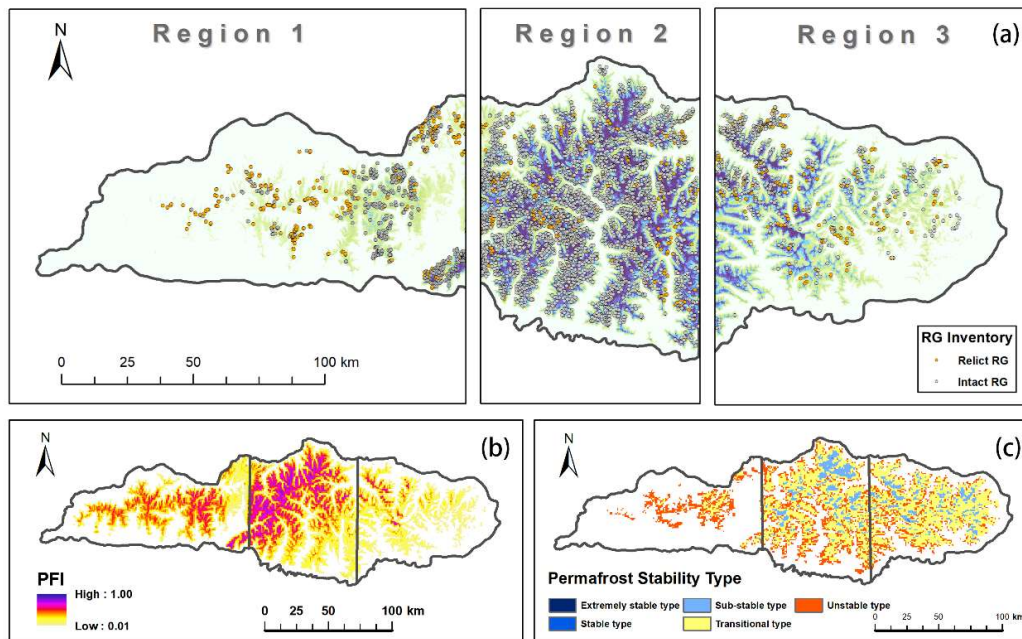 Region 1
Region 2
Region 3
(a)
N
RG Inventory
Relict RG
Intact RG
0 25 50 100 km
N
(b)
PFI
High : 1.00
Low : 0.01
0 25 50 100 km
N
(c)
Permafrost Stability Type
Extremely stable type
Sub-stable type
Unstable type
Stable type
Transitional type
0 25 50 100 km